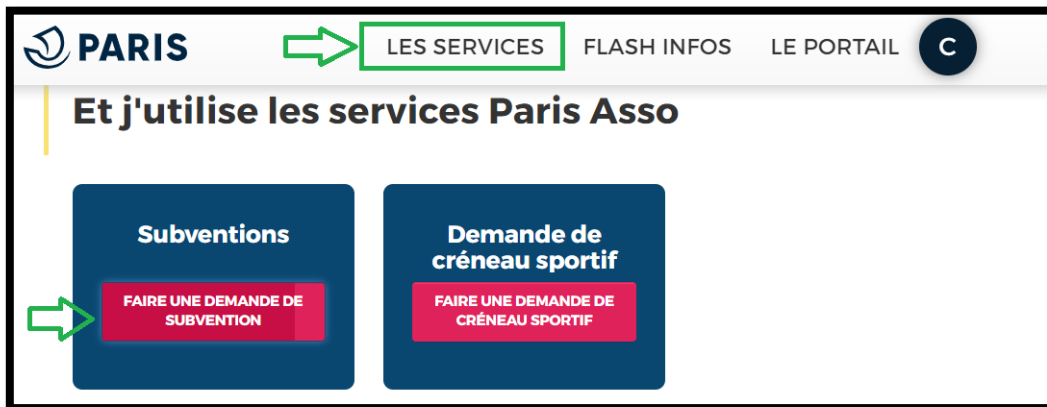 PARIS LES SERVICES FLASH INFOS LE PORTAIL C
Et j'utilise les services Paris Asso
Subventions
FAIRE UNE DEMANDE DE
SUBVENTION
Demande de
créneau sportif
FAIRE UNE DEMANDE DE
CRÉNEAU SPORTIF